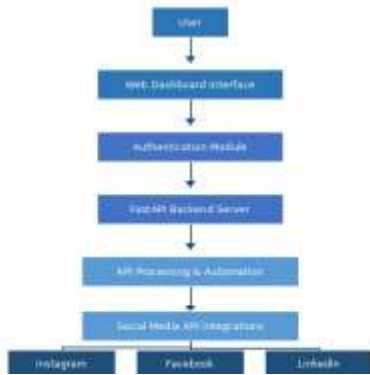 User
Web Dashboard Interface
Authentication Module
FastAPI Backend Server
API Processing & Automation
Social Media API Integrations
Instagram
Facebook
LinkedIn